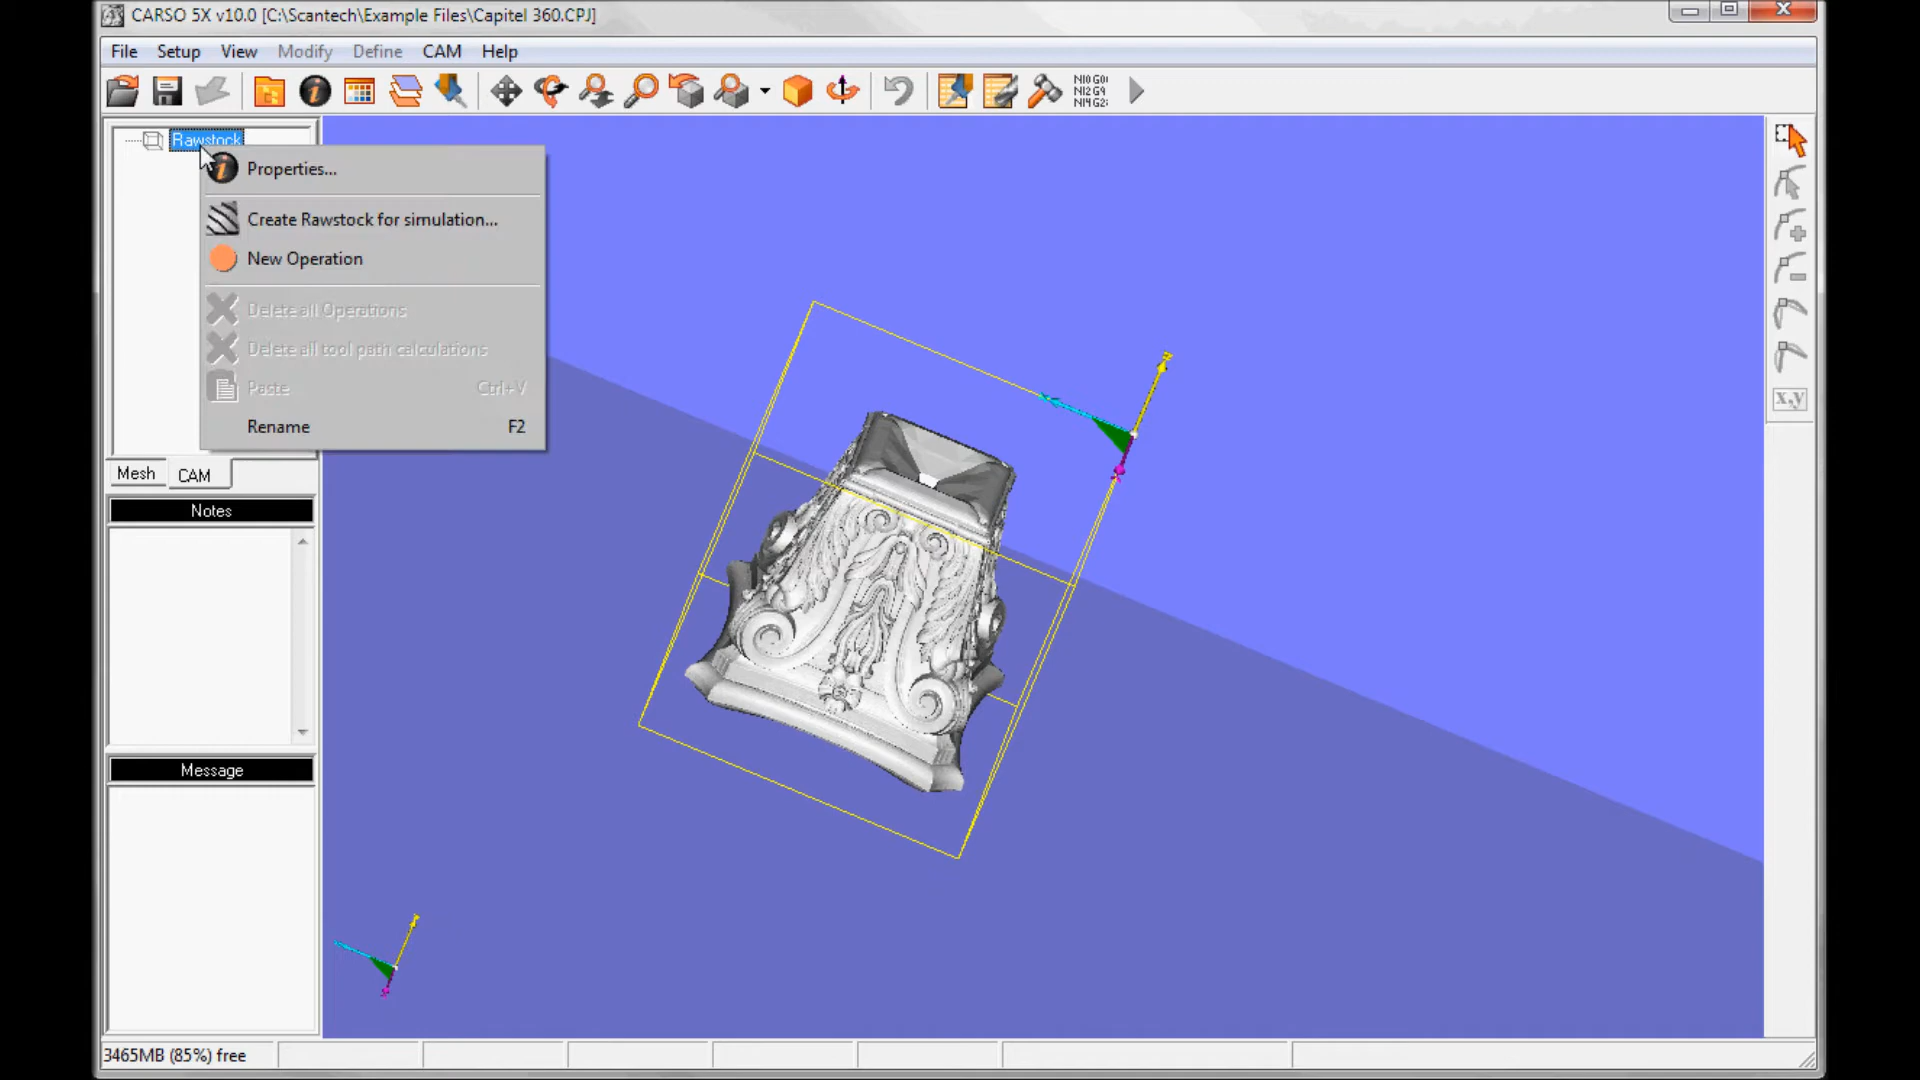 CARSO 5X v10.0 [C:\Scantech\Example Files\Capitel 360.CPJ]
File Setup View Modify Define CAM Help
N10 G01
N12 G9
N14 G2:
Rawstock
Properties...
Create Rawstock for simulation...
New Operation
Delete all Operations
Delete all tool path calculations
Paste Ctrl+V
Rename F2
x,y
Mesh CAM
Notes
Message
3465MB (85%) free